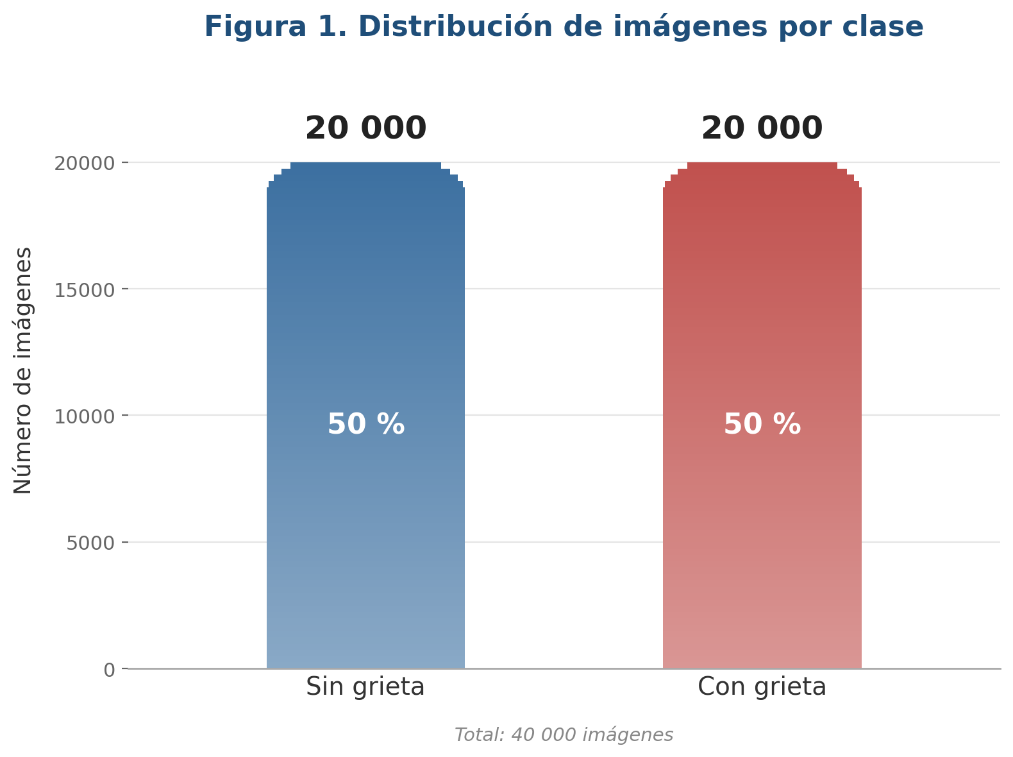 Figura 1. Distribución de imágenes por clase
20 000
20 000
20000
15000
10000
5000
0
Número de imágenes
50 %
50 %
Sin grieta
Con grieta
Total: 40 000 imágenes